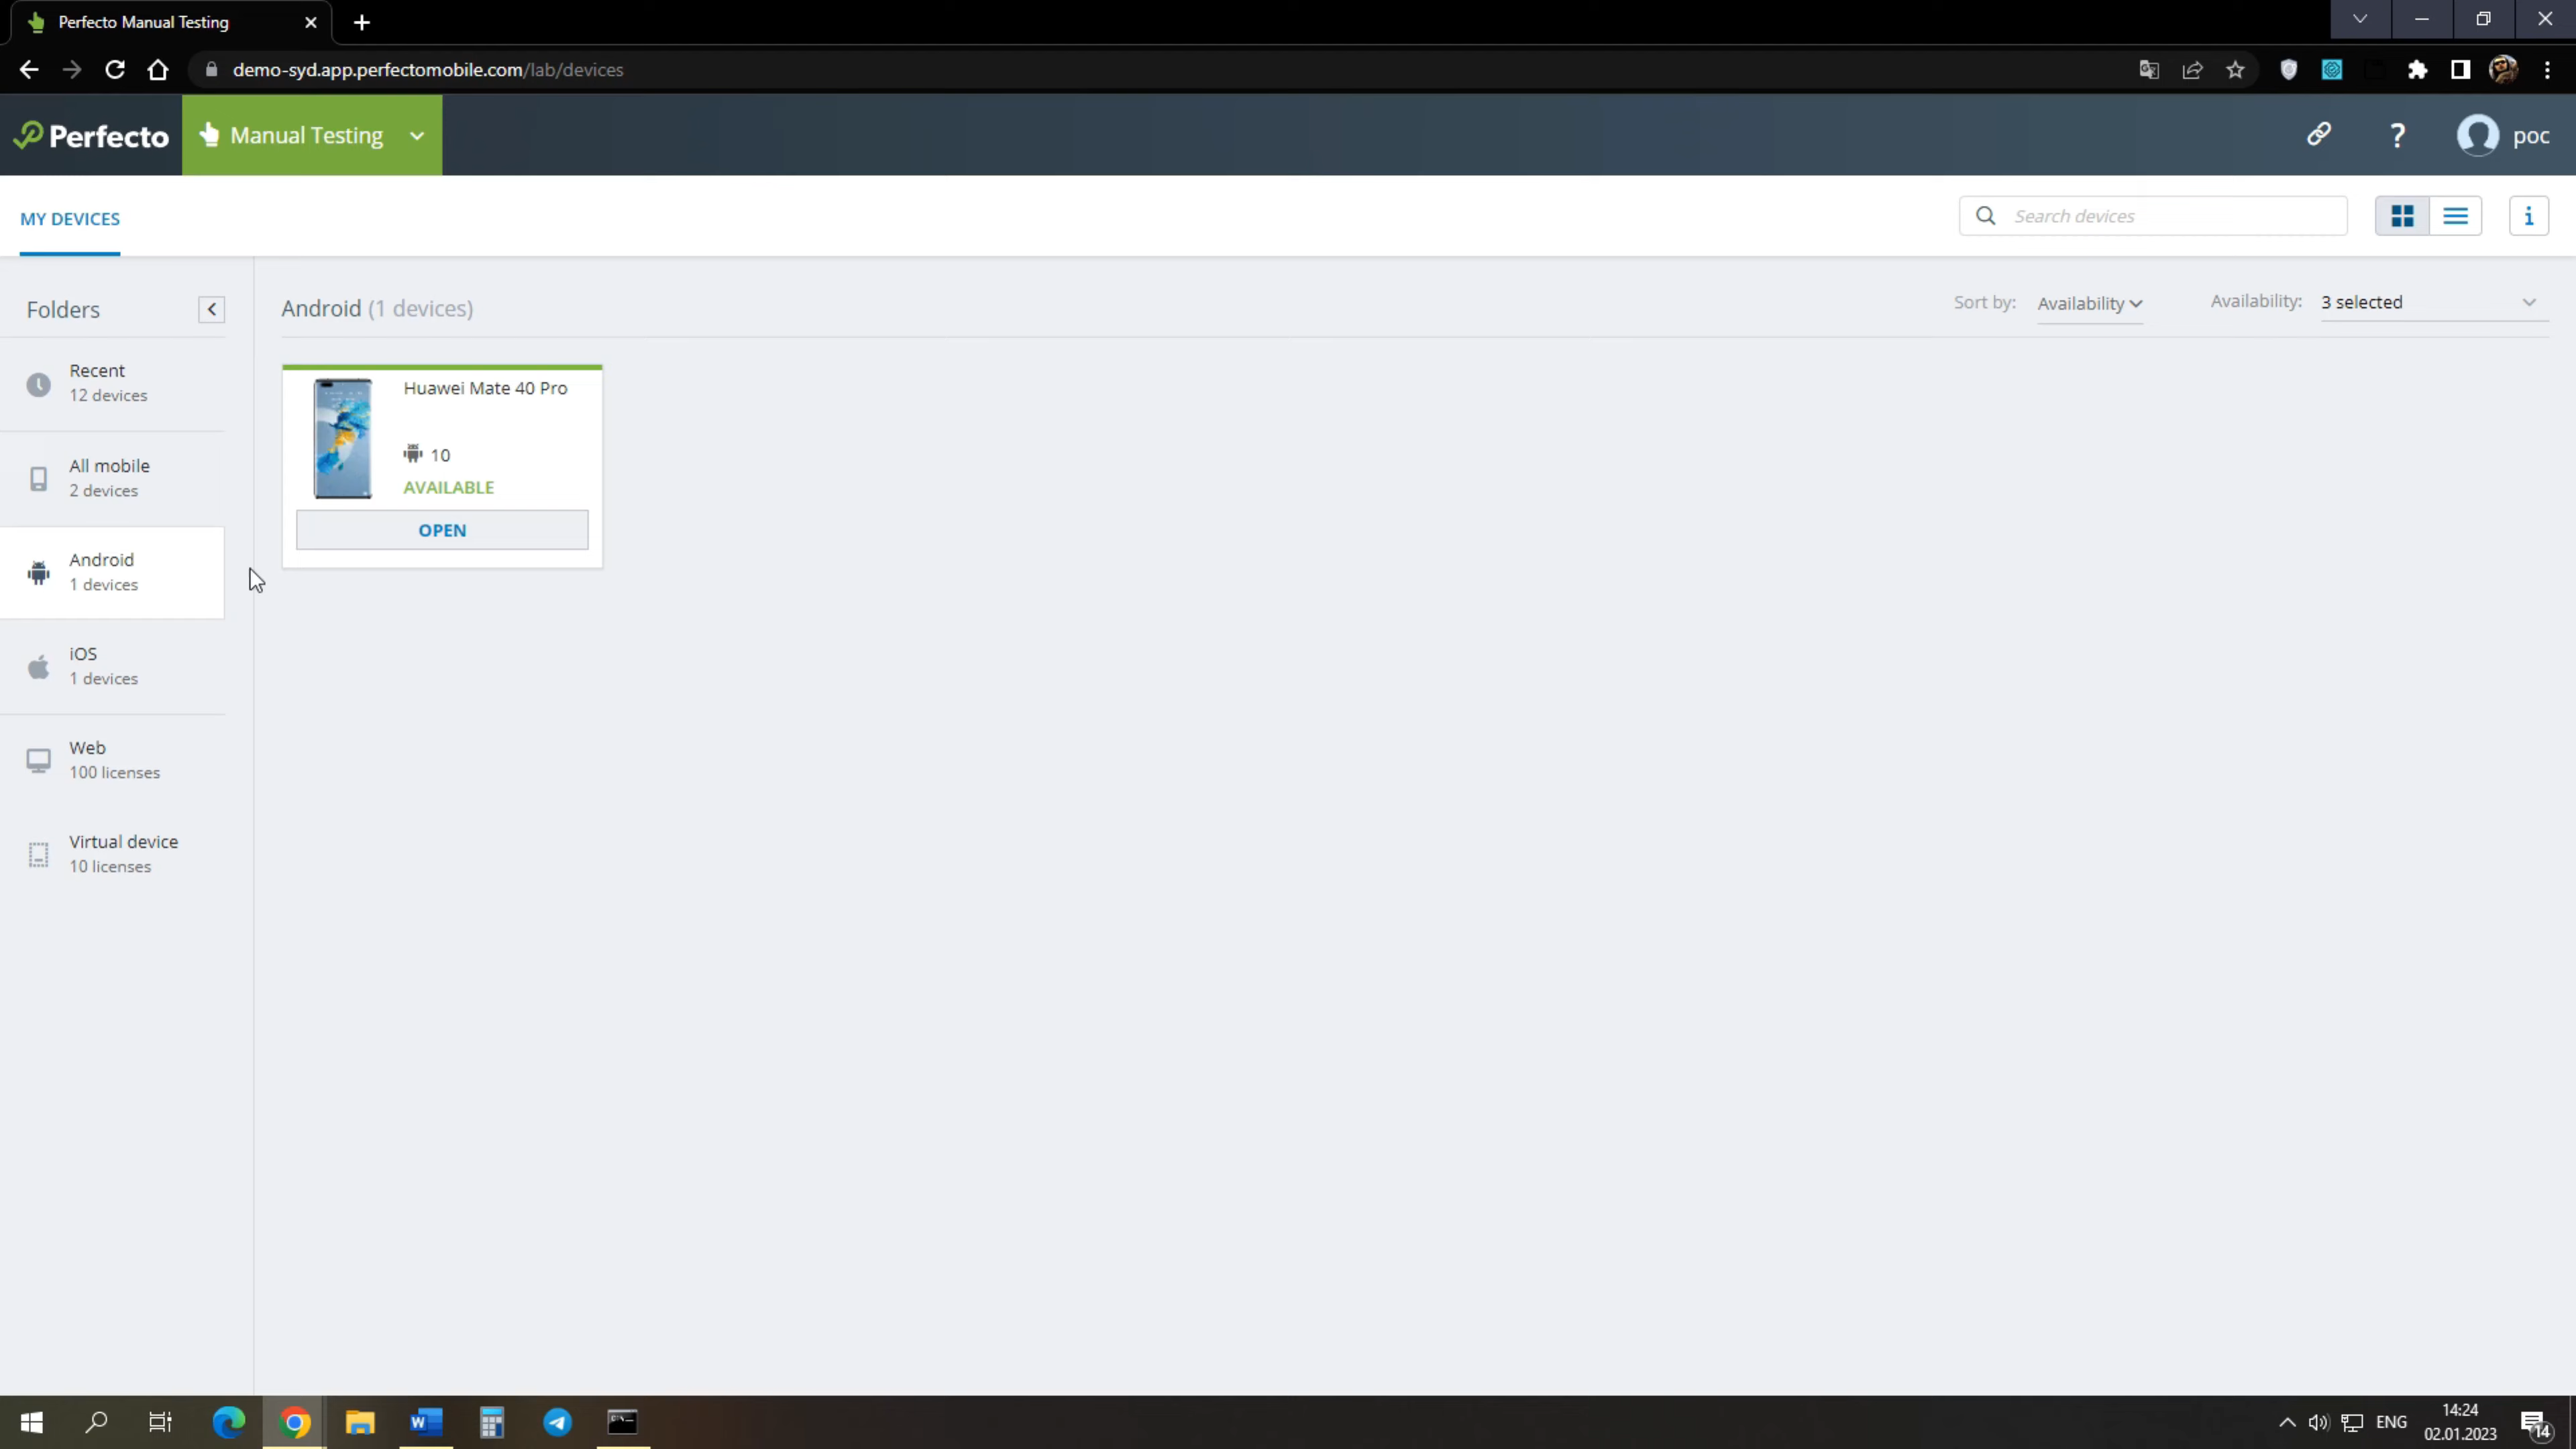 Perfecto Manual Testing
demo-syd.app.perfectomobile.com/lab/devices
Perfecto
Manual Testing
?
poc
MY DEVICES
Search devices
i
Folders
Android (1 devices)
Sort by:
Availability
Availability:
3 selected
Recent
12 devices
All mobile
2 devices
Android
1 devices
iOS
1 devices
Web
100 licenses
Virtual device
10 licenses
Huawei Mate 40 Pro
10
AVAILABLE
OPEN
ENG
14:24
02.01.2023
14